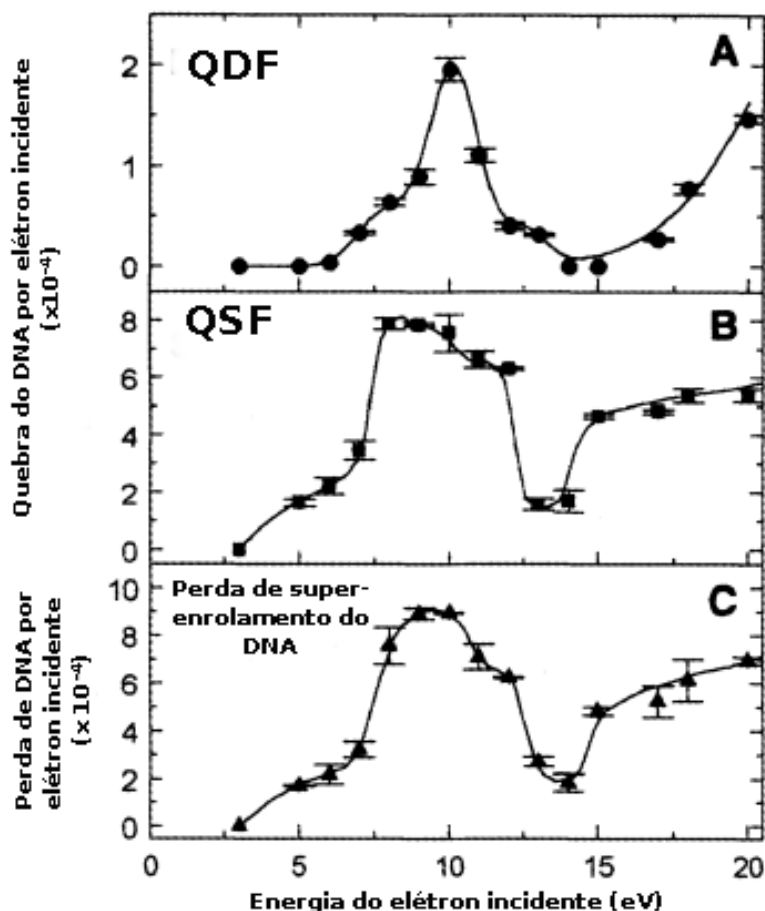 QDF
A
2
1
0
QSF
B
8
6
4
2
0
Quebra do DNA por elétron incidente
(x10⁻⁴)
Perda de super-
enrolamento do
DNA
C
10
8
6
4
2
0
Perda de DNA por
elétron incidente
(x 10⁻⁴)
0
5
10
15
20
Energia do elétron incidente (eV)